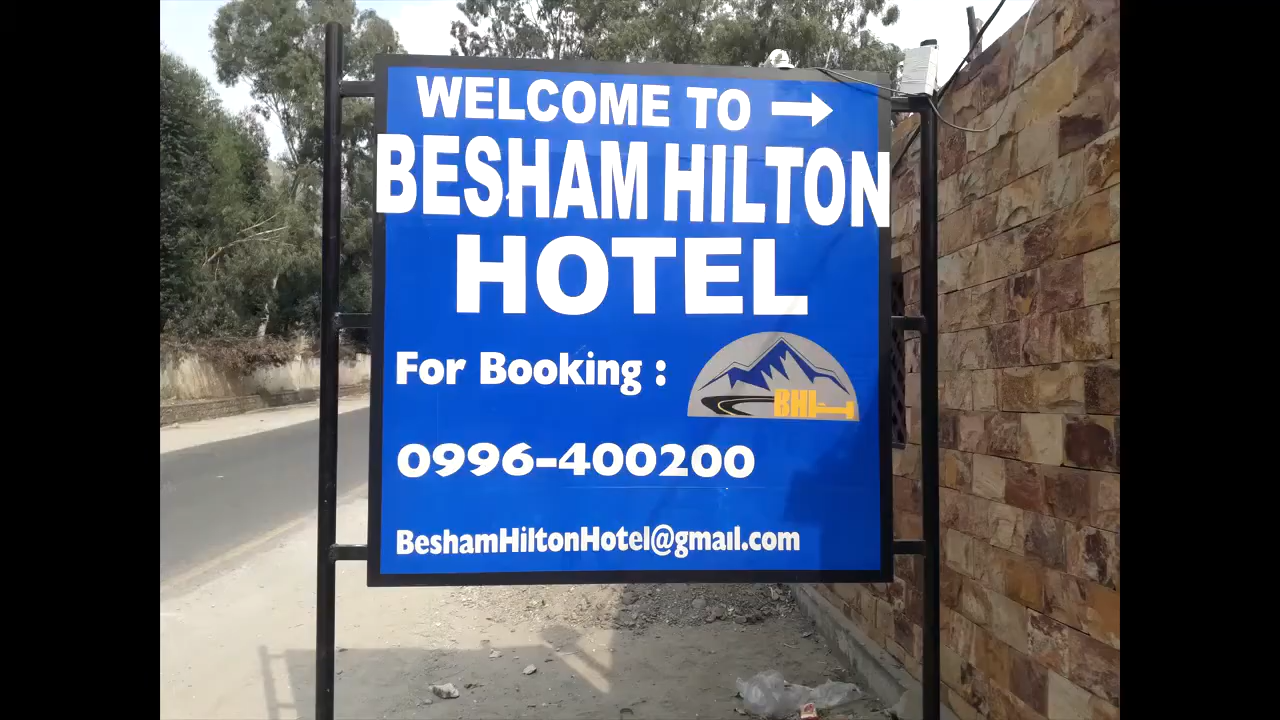 WELCOME TO →
BESHAM HILTON
HOTEL
For Booking :
BHH
0996-400200
BeshamHiltonHotel@gmail.com